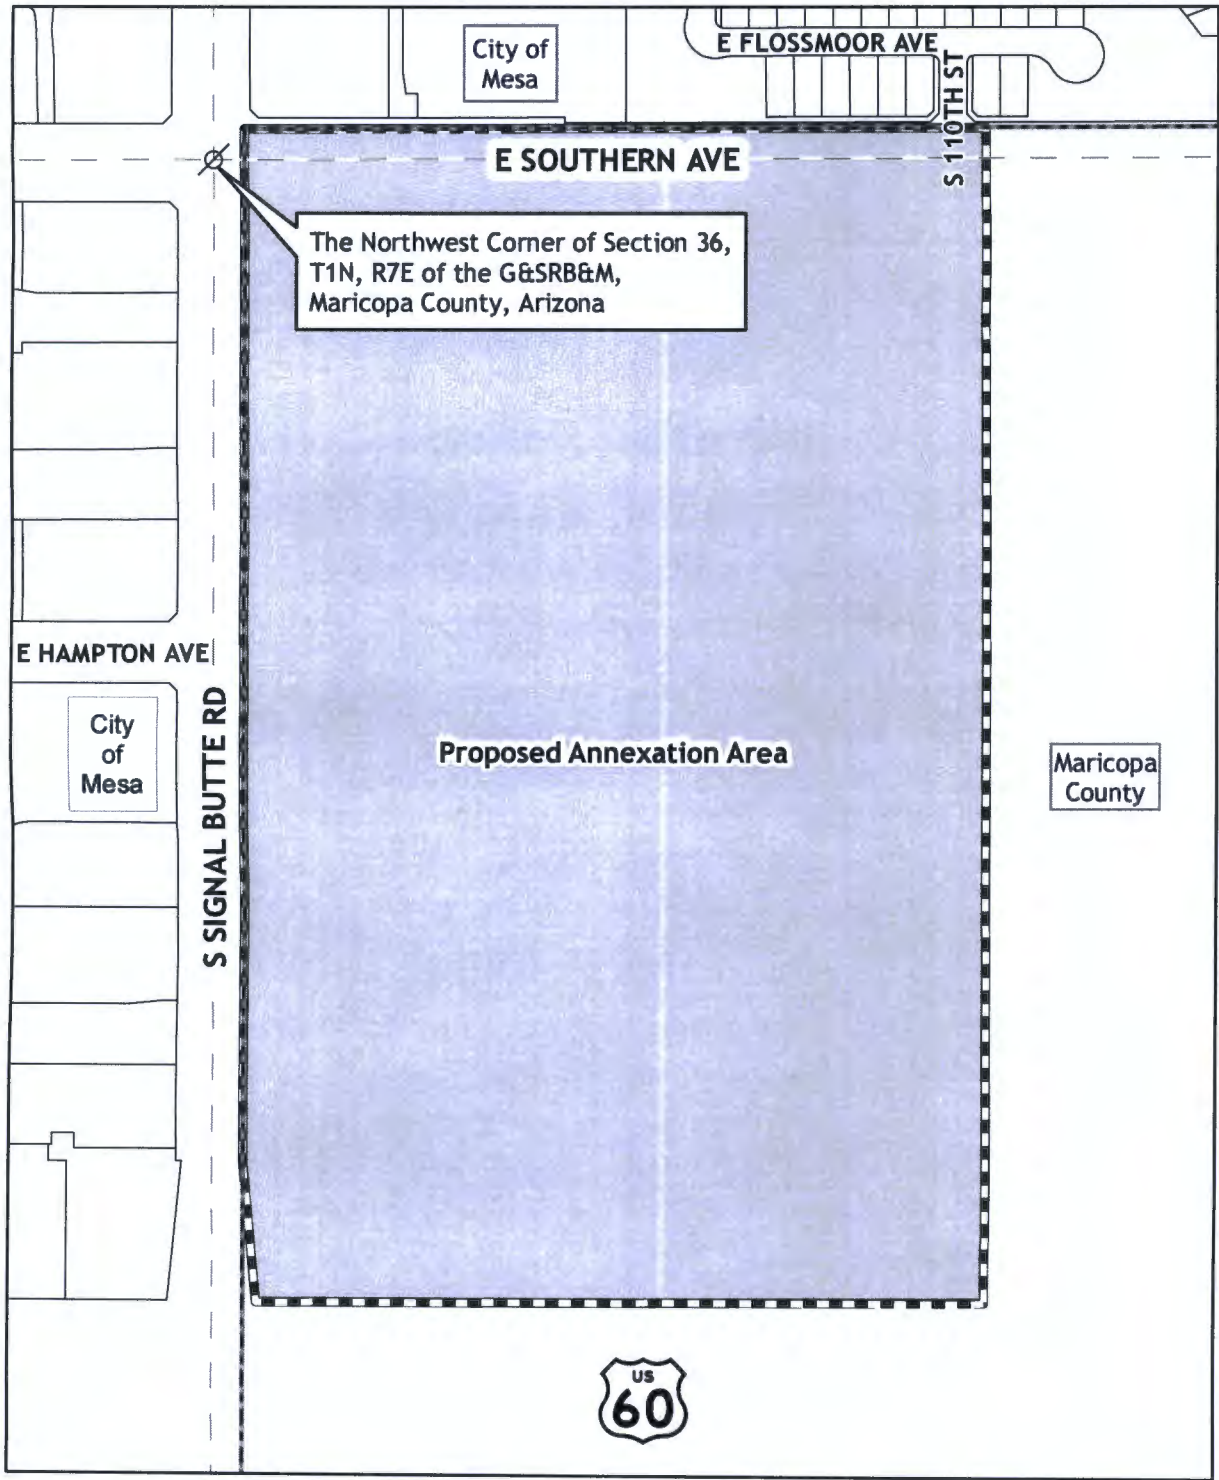 City of
Mesa
E FLOSSMOOR AVE
S 110TH ST
E SOUTHERN AVE
The Northwest Corner of Section 36,
T1N, R7E of the G&SRB&M,
Maricopa County, Arizona
E HAMPTON AVE
S SIGNAL BUTTE RD
City
of
Mesa
Proposed Annexation Area
Maricopa
County
US
60